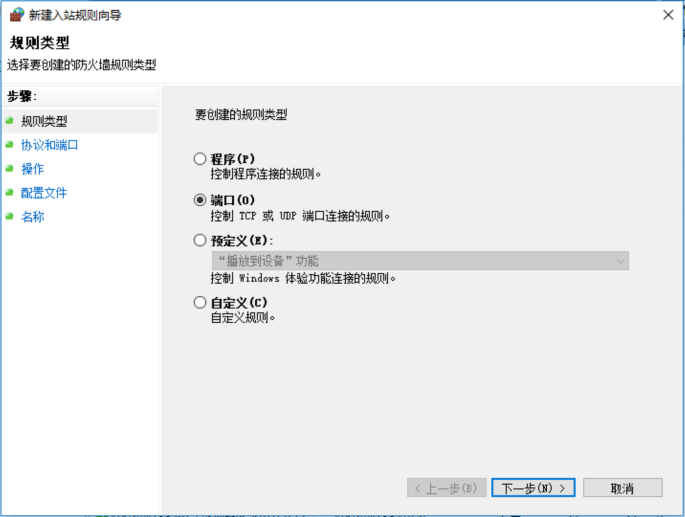 新建入站规则向导
规则类型
选择要创建的防火墙规则类型
步骤:
规则类型
协议和端口
操作
配置文件
名称
要创建的规则类型
程序(P)
控制程序连接的规则。
端口(O)
控制 TCP 或 UDP 端口连接的规则。
预定义(E):
“播放到设备”功能
控制 Windows 体验功能连接的规则。
自定义(C)
自定义规则。
< 上一步(B)
下一步(N) >
取消